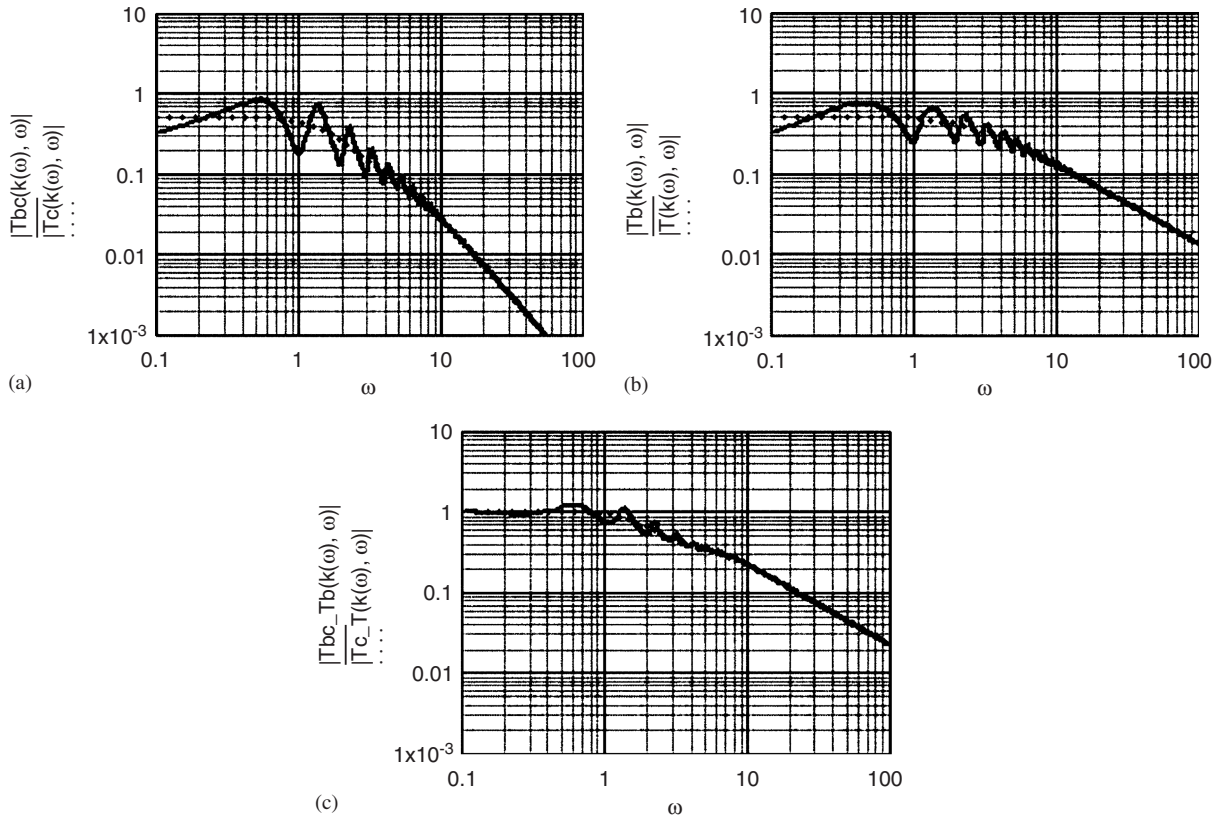 10
1
0.1
0.01
1x10⁻³
|Tbc(k(ω), ω)|
|Tc(k(ω), ω)|
0.1 1 10 100
(a)
ω
10
1
0.1
0.01
1x10⁻³
|Tb(k(ω), ω)|
|T(k(ω), ω)|
0.1 1 10 100
(b)
ω
10
1
0.1
0.01
1x10⁻³
|Tbc_Tb(k(ω), ω)|
|Tc_T(k(ω), ω)|
0.1 1 10 100
(c)
ω